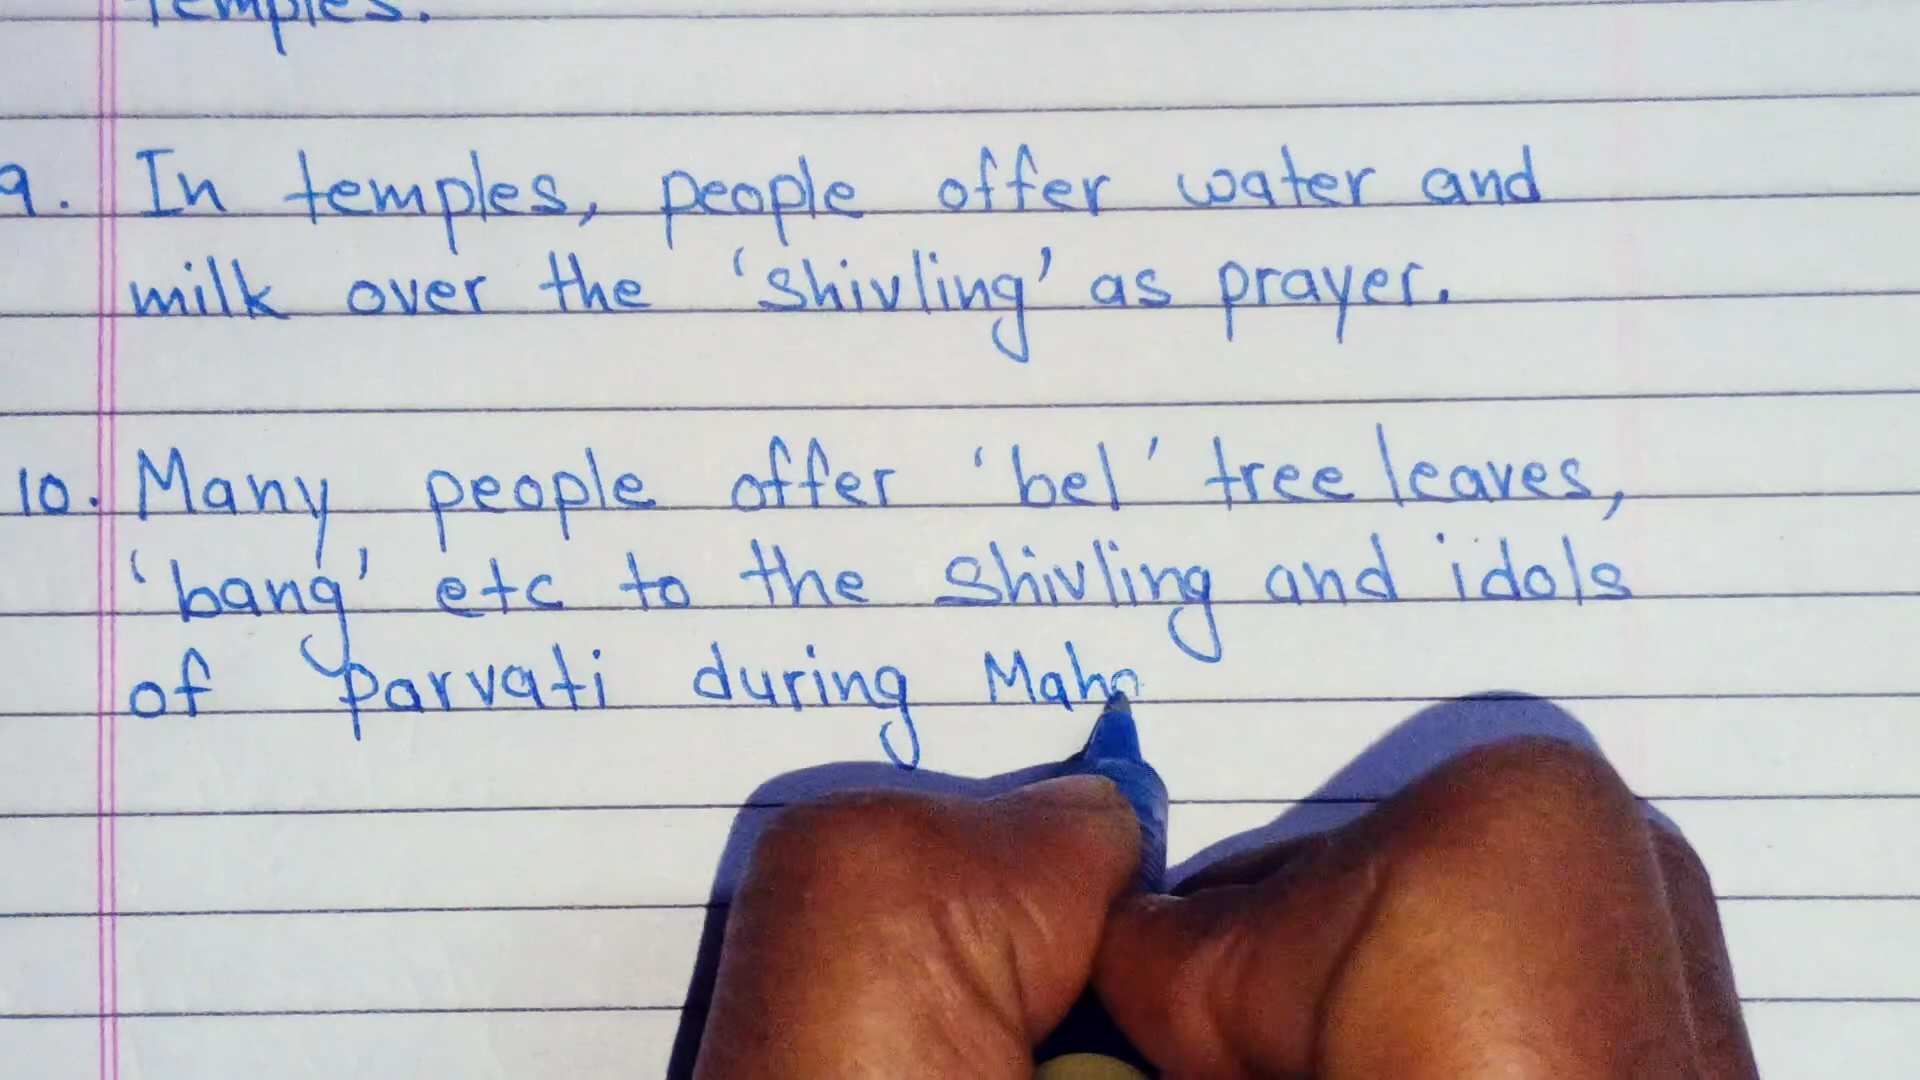 temples.
9. In temples, people offer water and
milk over the 'shivling' as prayer.
10. Many people offer 'bel' tree leaves,
'bang' etc to the shivling and idols
of Parvati during Maha